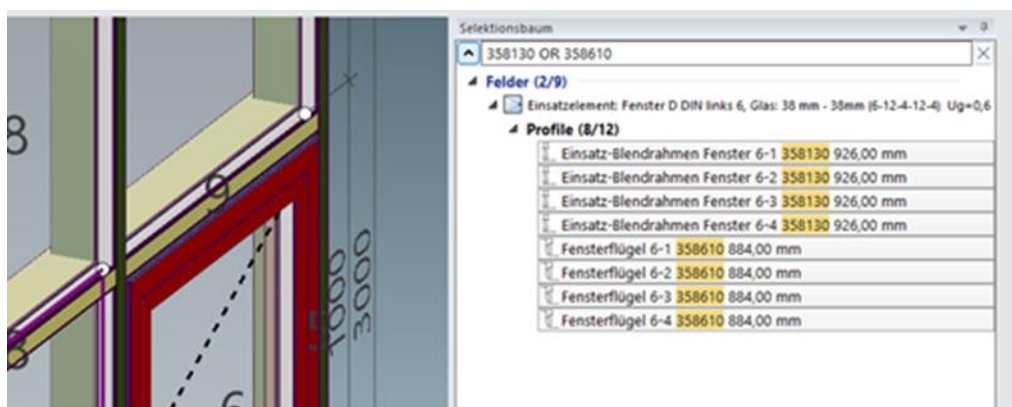 Selektionsbaum
358130 OR 358610
Felder (2/9)
Einsatzelement: Fenster D DIN links 6, Glas: 38 mm - 38mm (6-12-4-12-4) Ug=0,6
Profile (8/12)
Einsatz-Blendrahmen Fenster 6-1 358130 926,00 mm
Einsatz-Blendrahmen Fenster 6-2 358130 926,00 mm
Einsatz-Blendrahmen Fenster 6-3 358130 926,00 mm
Einsatz-Blendrahmen Fenster 6-4 358130 926,00 mm
Fensterflügel 6-1 358610 884,00 mm
Fensterflügel 6-2 358610 884,00 mm
Fensterflügel 6-3 358610 884,00 mm
Fensterflügel 6-4 358610 884,00 mm
8
9
3000
6